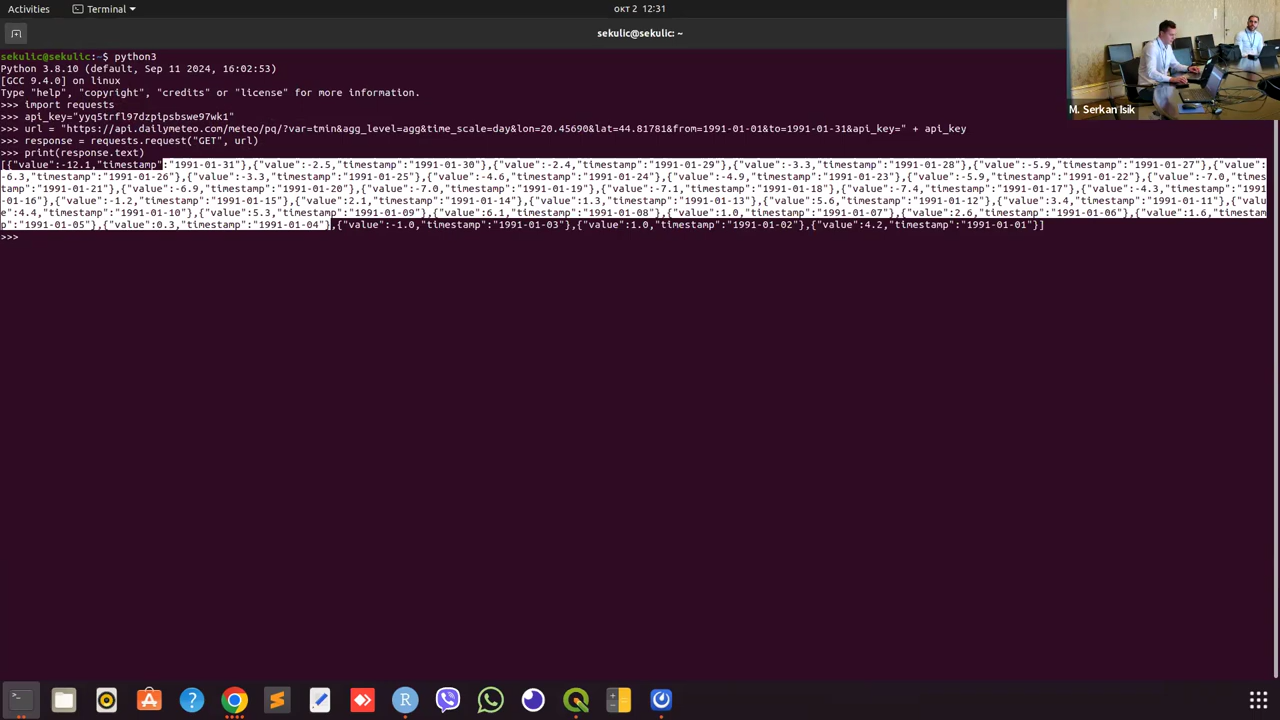 Activities
Terminal
окт 2 12:31
sekulic@sekulic: ~
M. Serkan Isik
sekulic@sekulic:~$ python3
Python 3.8.10 (default, Sep 11 2024, 16:02:53)
[GCC 9.4.0] on linux
Type "help", "copyright", "credits" or "license" for more information.
>>> import requests
>>> api_key="yyq5trfl97dzpipsbswe97wk1"
>>> url = "https://api.dailymeteo.com/meteo/pq/?var=tmin&agg_level=agg&time_scale=day&lon=20.45690&lat=44.81781&from=1991-01-01&to=1991-01-31&api_key=" + api_key
>>> response = requests.request("GET", url)
>>> print(response.text)
[{"value":-12.1,"timestamp":"1991-01-31"},{"value":-2.5,"timestamp":"1991-01-30"},{"value":-2.4,"timestamp":"1991-01-29"},{"value":-3.3,"timestamp":"1991-01-28"},{"value":-5.9,"timestamp":"1991-01-27"},{"value":
-6.3,"timestamp":"1991-01-26"},{"value":-3.3,"timestamp":"1991-01-25"},{"value":-4.6,"timestamp":"1991-01-24"},{"value":-4.9,"timestamp":"1991-01-23"},{"value":-5.9,"timestamp":"1991-01-22"},{"value":-7.0,"times
tamp":"1991-01-21"},{"value":-6.9,"timestamp":"1991-01-20"},{"value":-7.0,"timestamp":"1991-01-19"},{"value":-7.1,"timestamp":"1991-01-18"},{"value":-7.4,"timestamp":"1991-01-17"},{"value":-4.3,"timestamp":"1991
-01-16"},{"value":-1.2,"timestamp":"1991-01-15"},{"value":2.1,"timestamp":"1991-01-14"},{"value":1.3,"timestamp":"1991-01-13"},{"value":5.6,"timestamp":"1991-01-12"},{"value":3.4,"timestamp":"1991-01-11"},{"valu
e":4.4,"timestamp":"1991-01-10"},{"value":5.3,"timestamp":"1991-01-09"},{"value":6.1,"timestamp":"1991-01-08"},{"value":1.0,"timestamp":"1991-01-07"},{"value":2.6,"timestamp":"1991-01-06"},{"value":1.6,"timestam
p":"1991-01-05"},{"value":0.3,"timestamp":"1991-01-04"},{"value":-1.0,"timestamp":"1991-01-03"},{"value":1.0,"timestamp":"1991-01-02"},{"value":4.2,"timestamp":"1991-01-01"}]
>>>